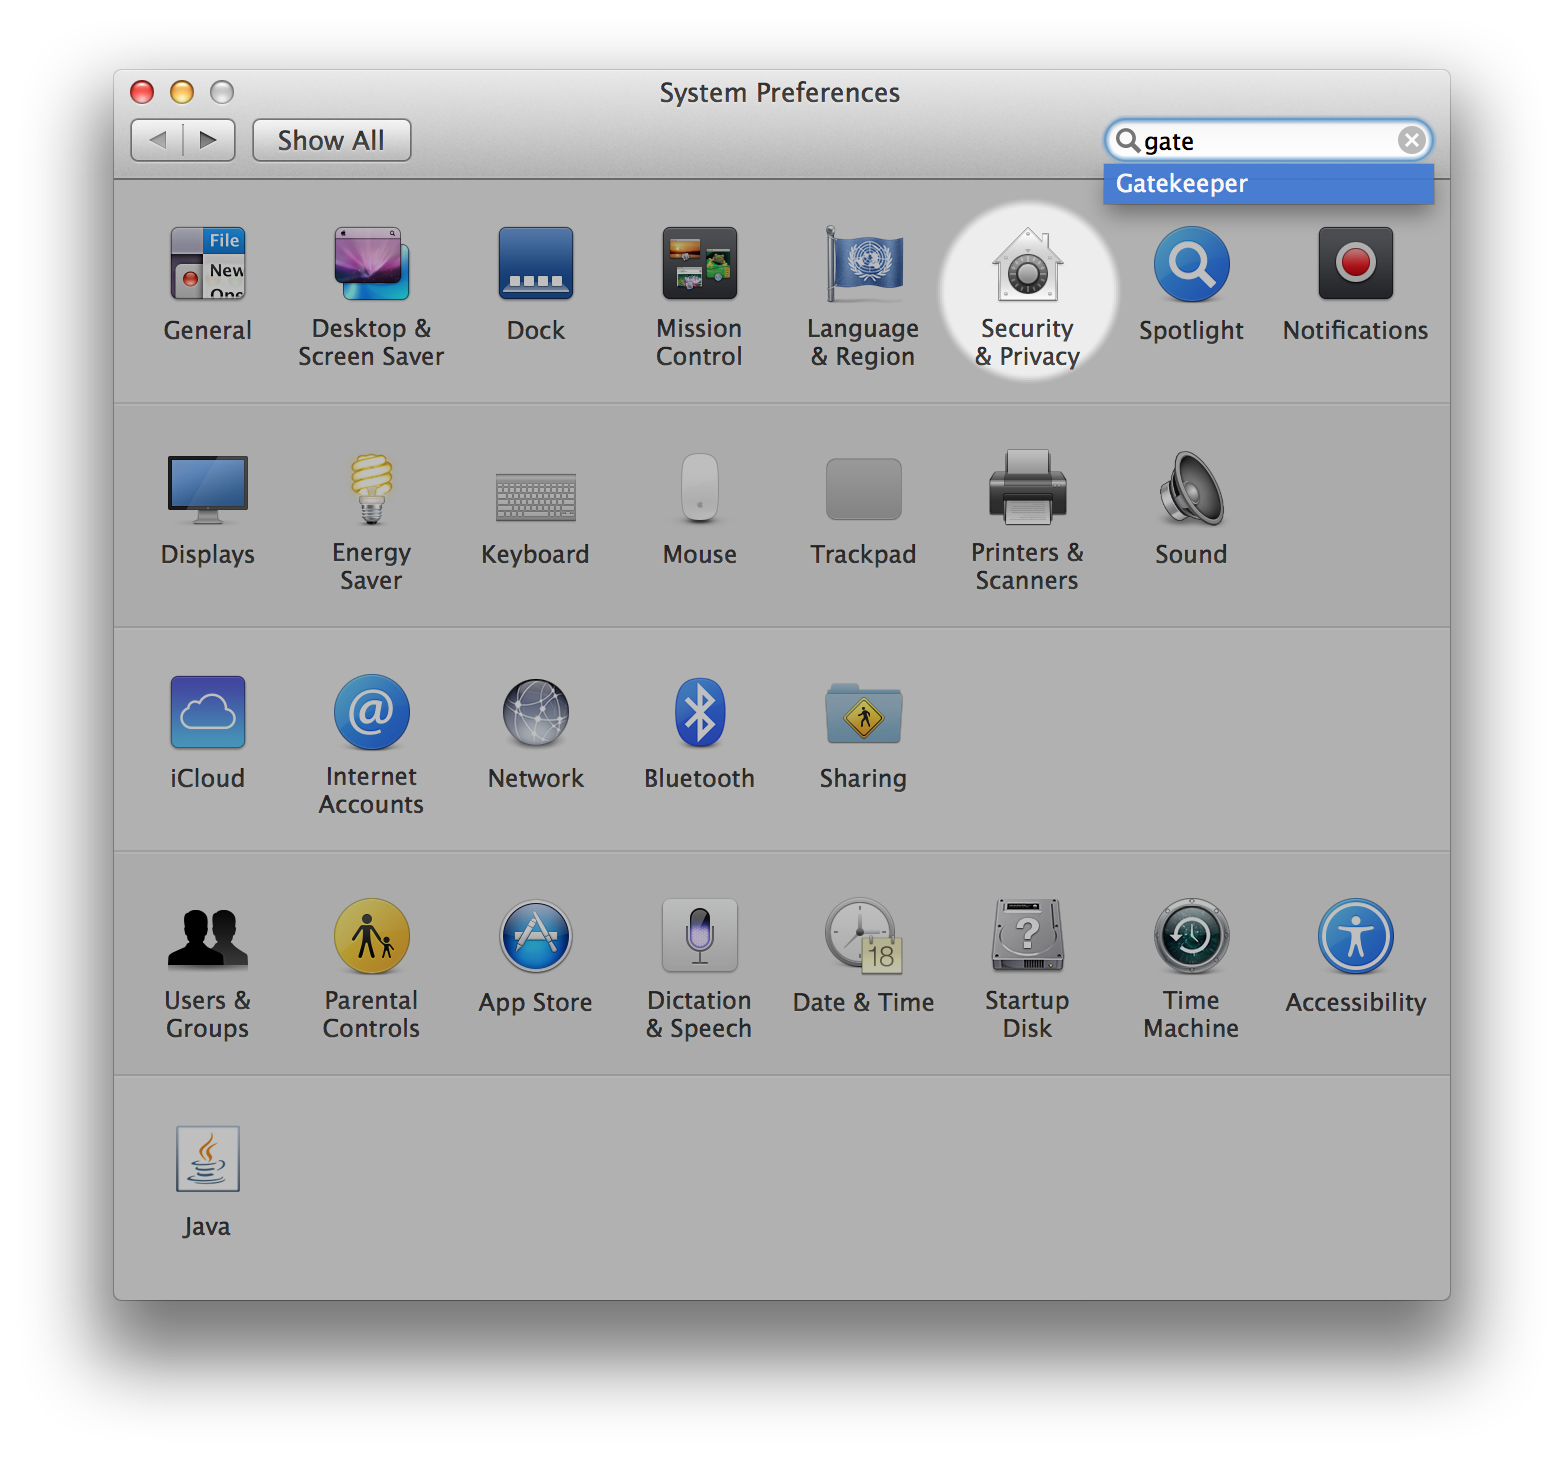 System Preferences
Show All
gate
Gatekeeper
File
New
General
Desktop &
Screen Saver
Dock
Mission
Control
Language
& Region
Security
& Privacy
Spotlight
Notifications
Displays
Energy
Saver
Keyboard
Mouse
Trackpad
Printers &
Scanners
Sound
iCloud
@
Internet
Accounts
Network
Bluetooth
Sharing
Users &
Groups
Parental
Controls
App Store
Dictation
& Speech
18
Date & Time
?
Startup
Disk
Time
Machine
Accessibility
Java